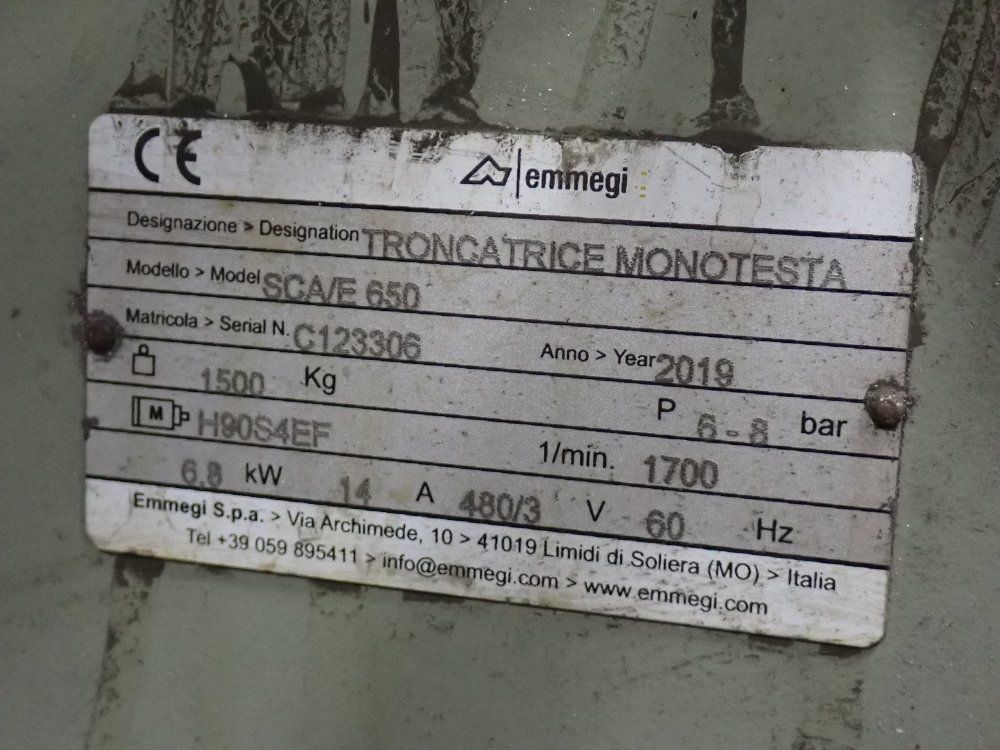 CE emmegi
Designazione > Designation TRONCATRICE MONOTESTA
Modello > Model SCA/E 650
Matricola > Serial N. C123306 Anno > Year 2019
1500 Kg P 6 - 8 bar
M H90S4EF 1/min. 1700
6,8 kW 14 A 480/3 V 60 Hz
Emmegi S.p.a. > Via Archimede, 10 > 41019 Limidi di Soliera (MO) > Italia
Tel +39 059 895411 > info@emmegi.com > www.emmegi.com